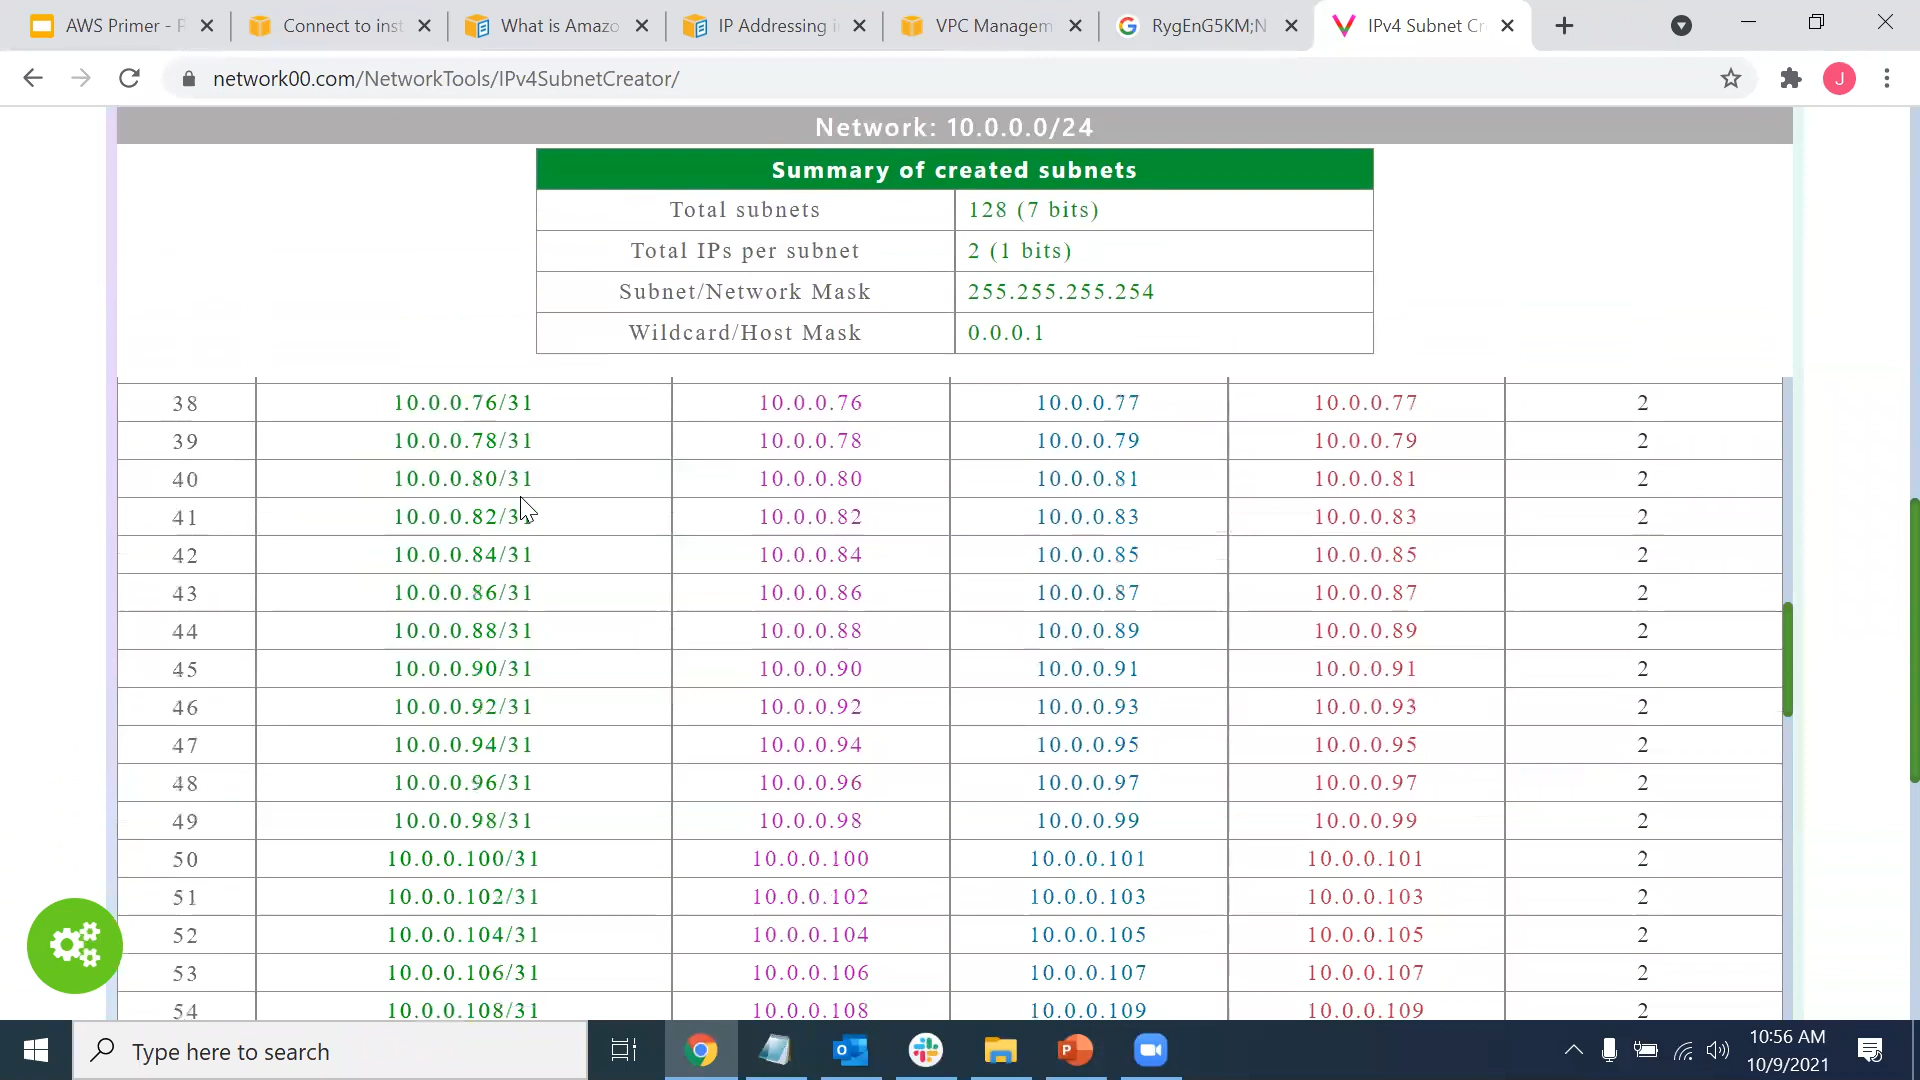 AWS Primer - P
Connect to inst
What is Amazo
IP Addressing i
VPC Managem
RygEnG5KM;N
IPv4 Subnet Cr
network00.com/NetworkTools/IPv4SubnetCreator/
J
Network: 10.0.0.0/24
Summary of created subnets
Total subnets 128 (7 bits)
Total IPs per subnet 2 (1 bits)
Subnet/Network Mask 255.255.255.254
Wildcard/Host Mask 0.0.0.1
38 10.0.0.76/31 10.0.0.76 10.0.0.77 10.0.0.77 2
39 10.0.0.78/31 10.0.0.78 10.0.0.79 10.0.0.79 2
40 10.0.0.80/31 10.0.0.80 10.0.0.81 10.0.0.81 2
41 10.0.0.82/31 10.0.0.82 10.0.0.83 10.0.0.83 2
42 10.0.0.84/31 10.0.0.84 10.0.0.85 10.0.0.85 2
43 10.0.0.86/31 10.0.0.86 10.0.0.87 10.0.0.87 2
44 10.0.0.88/31 10.0.0.88 10.0.0.89 10.0.0.89 2
45 10.0.0.90/31 10.0.0.90 10.0.0.91 10.0.0.91 2
46 10.0.0.92/31 10.0.0.92 10.0.0.93 10.0.0.93 2
47 10.0.0.94/31 10.0.0.94 10.0.0.95 10.0.0.95 2
48 10.0.0.96/31 10.0.0.96 10.0.0.97 10.0.0.97 2
49 10.0.0.98/31 10.0.0.98 10.0.0.99 10.0.0.99 2
50 10.0.0.100/31 10.0.0.100 10.0.0.101 10.0.0.101 2
51 10.0.0.102/31 10.0.0.102 10.0.0.103 10.0.0.103 2
52 10.0.0.104/31 10.0.0.104 10.0.0.105 10.0.0.105 2
53 10.0.0.106/31 10.0.0.106 10.0.0.107 10.0.0.107 2
54 10.0.0.108/31 10.0.0.108 10.0.0.109 10.0.0.109 2
Type here to search
10:56 AM
10/9/2021